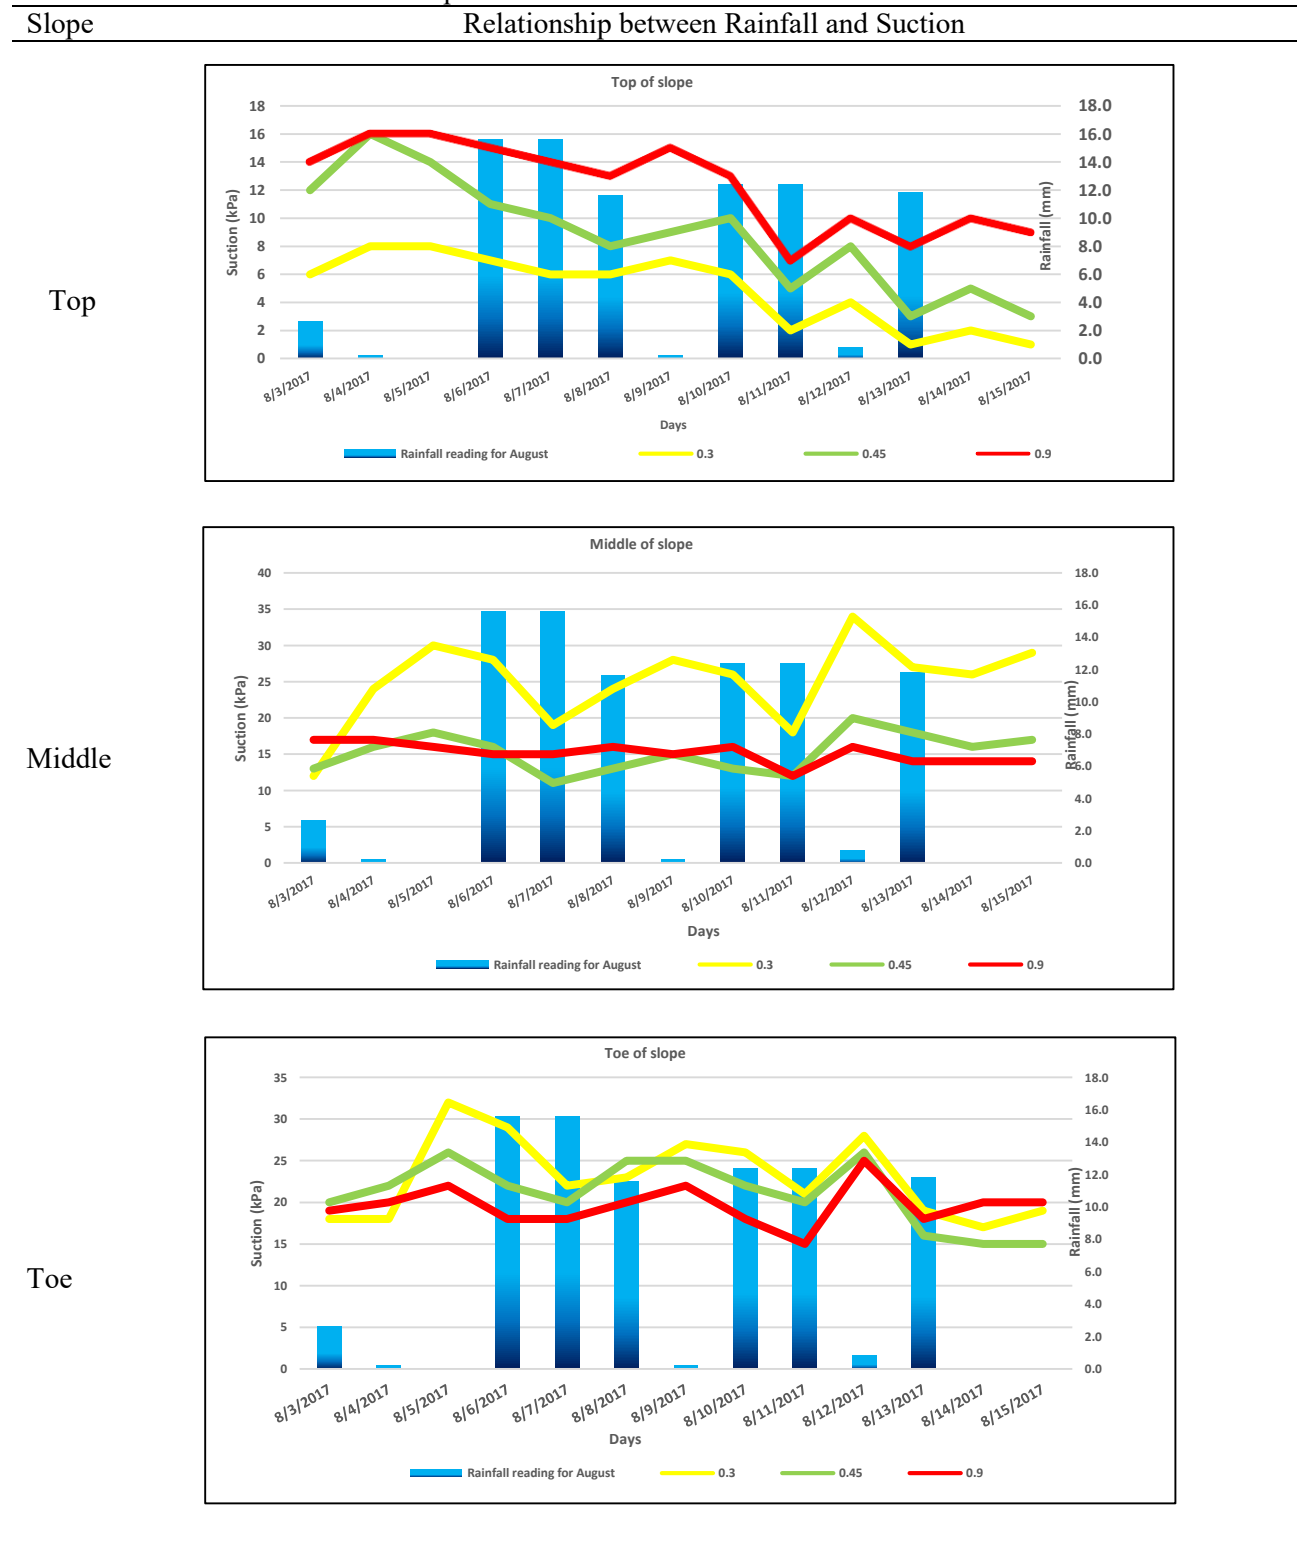 Slope Relationship between Rainfall and Suction
Top
Top of slope
Suction (kPa)
18
16
14
12
10
8
6
4
2
0
18.0
16.0
14.0
12.0
10.0
8.0
6.0
4.0
2.0
0.0
Rainfall (mm)
8/3/2017 8/4/2017 8/5/2017 8/6/2017 8/7/2017 8/8/2017 8/9/2017 8/10/2017 8/11/2017 8/12/2017 8/13/2017 8/14/2017 8/15/2017
Days
Rainfall reading for August 0.3 0.45 0.9
Middle
Middle of slope
Suction (kPa)
40
35
30
25
20
15
10
5
0
18.0
16.0
14.0
12.0
10.0
8.0
6.0
4.0
2.0
0.0
Rainfall (mm)
8/3/2017 8/4/2017 8/5/2017 8/6/2017 8/7/2017 8/8/2017 8/9/2017 8/10/2017 8/11/2017 8/12/2017 8/13/2017 8/14/2017 8/15/2017
Days
Rainfall reading for August 0.3 0.45 0.9
Toe
Toe of slope
Suction (kPa)
35
30
25
20
15
10
5
0
18.0
16.0
14.0
12.0
10.0
8.0
6.0
4.0
2.0
0.0
Rainfall (mm)
8/3/2017 8/4/2017 8/5/2017 8/6/2017 8/7/2017 8/8/2017 8/9/2017 8/10/2017 8/11/2017 8/12/2017 8/13/2017 8/14/2017 8/15/2017
Days
Rainfall reading for August 0.3 0.45 0.9